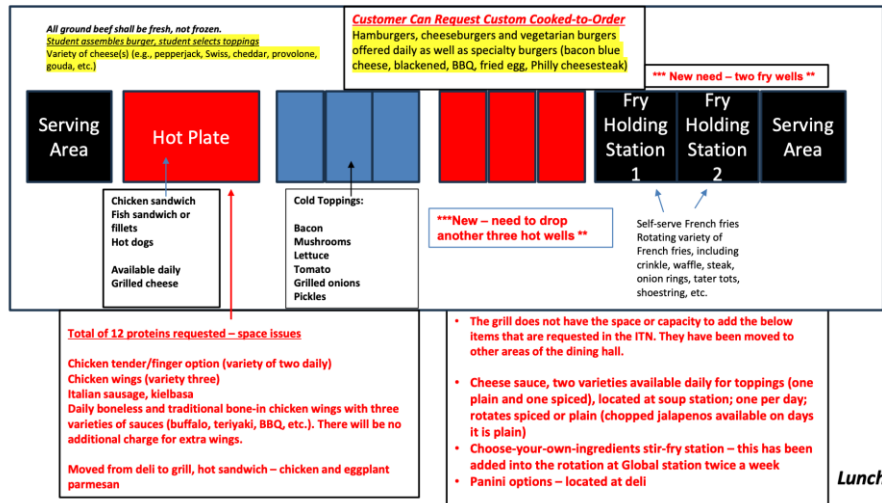 All ground beef shall be fresh, not frozen.
Student assembles burger, student selects toppings
Variety of cheese(s) (e.g., pepperjack, Swiss, cheddar, provolone,
gouda, etc.)
Customer Can Request Custom Cooked-to-Order
Hamburgers, cheeseburgers and vegetarian burgers
offered daily as well as specialty burgers (bacon blue
cheese, blackened, BBQ, fried egg, Philly cheesesteak)
*** New need – two fry wells **
Serving
Area
Hot Plate
Fry
Holding
Station
1
Fry
Holding
Station
2
Serving
Area
Chicken sandwich
Fish sandwich or
fillets
Hot dogs
Available daily
Grilled cheese
Cold Toppings:
Bacon
Mushrooms
Lettuce
Tomato
Grilled onions
Pickles
***New – need to drop
another three hot wells **
Self-serve French fries
Rotating variety of
French fries, including
crinkle, waffle, steak,
onion rings, tater tots,
shoestring, etc.
Total of 12 proteins requested – space issues
Chicken tender/finger option (variety of two daily)
Chicken wings (variety three)
Italian sausage, kielbasa
Daily boneless and traditional bone-in chicken wings with three
varieties of sauces (buffalo, teriyaki, BBQ, etc.). There will be no
additional charge for extra wings.
Moved from deli to grill, hot sandwich – chicken and eggplant
parmesan
• The grill does not have the space or capacity to add the below
items that are requested in the ITN. They have been moved to
other areas of the dining hall.
• Cheese sauce, two varieties available daily for toppings (one
plain and one spiced), located at soup station; one per day;
rotates spiced or plain (chopped jalapenos available on days
it is plain)
• Choose-your-own-ingredients stir-fry station – this has been
added into the rotation at Global station twice a week
• Panini options – located at deli
Lunch